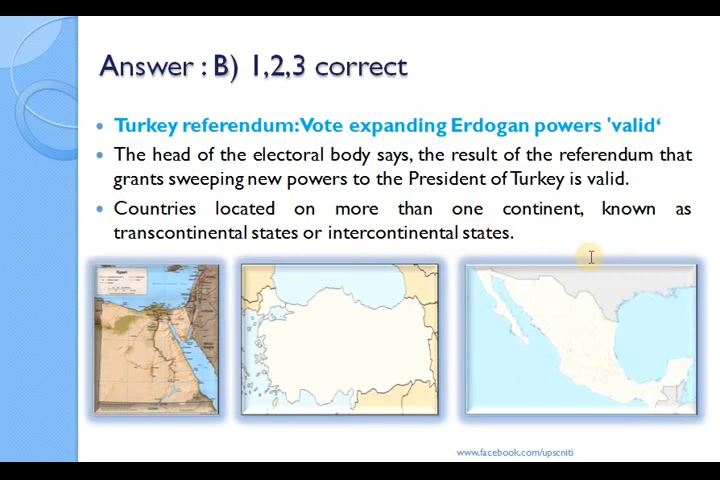 Answer : B) 1,2,3 correct
Turkey referendum:Vote expanding Erdogan powers 'valid‘
The head of the electoral body says, the result of the referendum that
grants sweeping new powers to the President of Turkey is valid.
Countries located on more than one continent, known as
transcontinental states or intercontinental states.
Egypt
www.facebook.com/upscniti